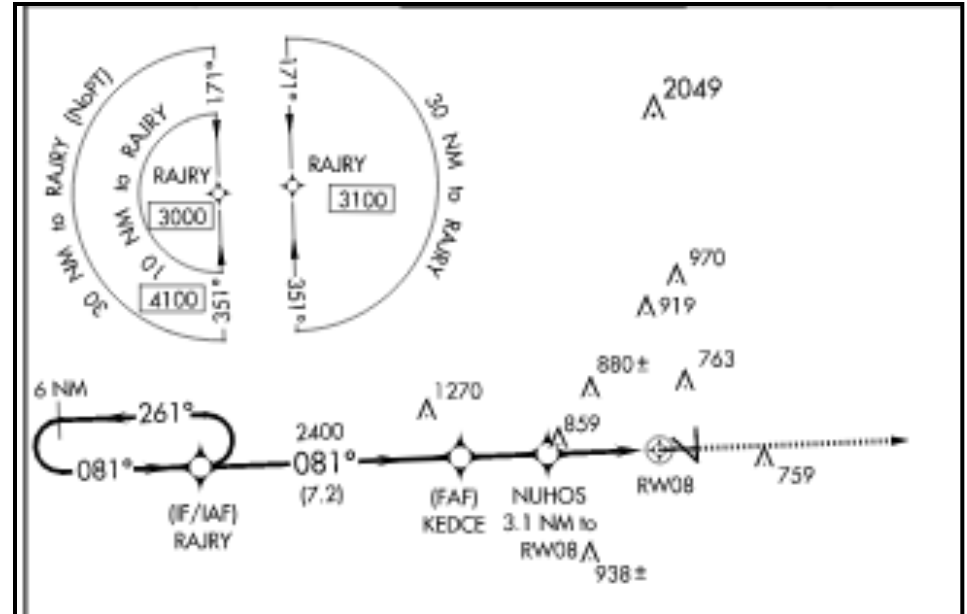 30 NM to RAJRY (NoPT)
10 NM to RAJRY
171°
RAJRY
3000
4100
351°
171°
RAJRY
3100
351°
30 NM to RAJRY
2049
970
919
880±
763
1270
859
6 NM
261°
081°
2400
081°
(7.2)
(IF/IAF)
RAJRY
(FAF)
KEDCE
NUHOS
3.1 NM to
RW08
938±
RW08
759